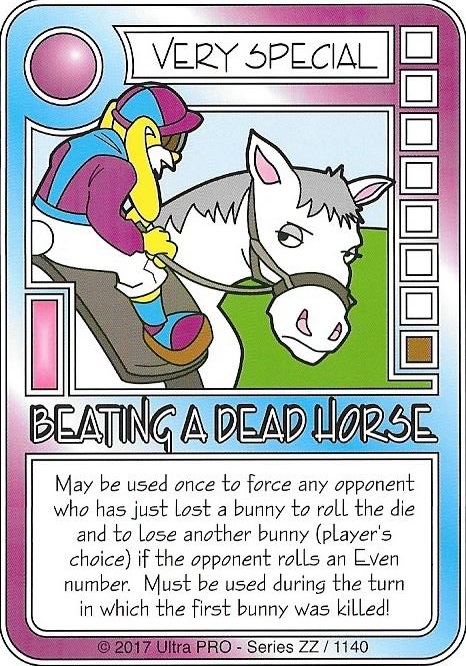 VERY SPECIAL
BEATING A DEAD HORSE
May be used once to force any opponent
who has just lost a bunny to roll the die
and to lose another bunny (player's
choice) if the opponent rolls an Even
number. Must be used during the turn
in which the first bunny was killed!
© 2017 Ultra PRO - Series ZZ / 1140